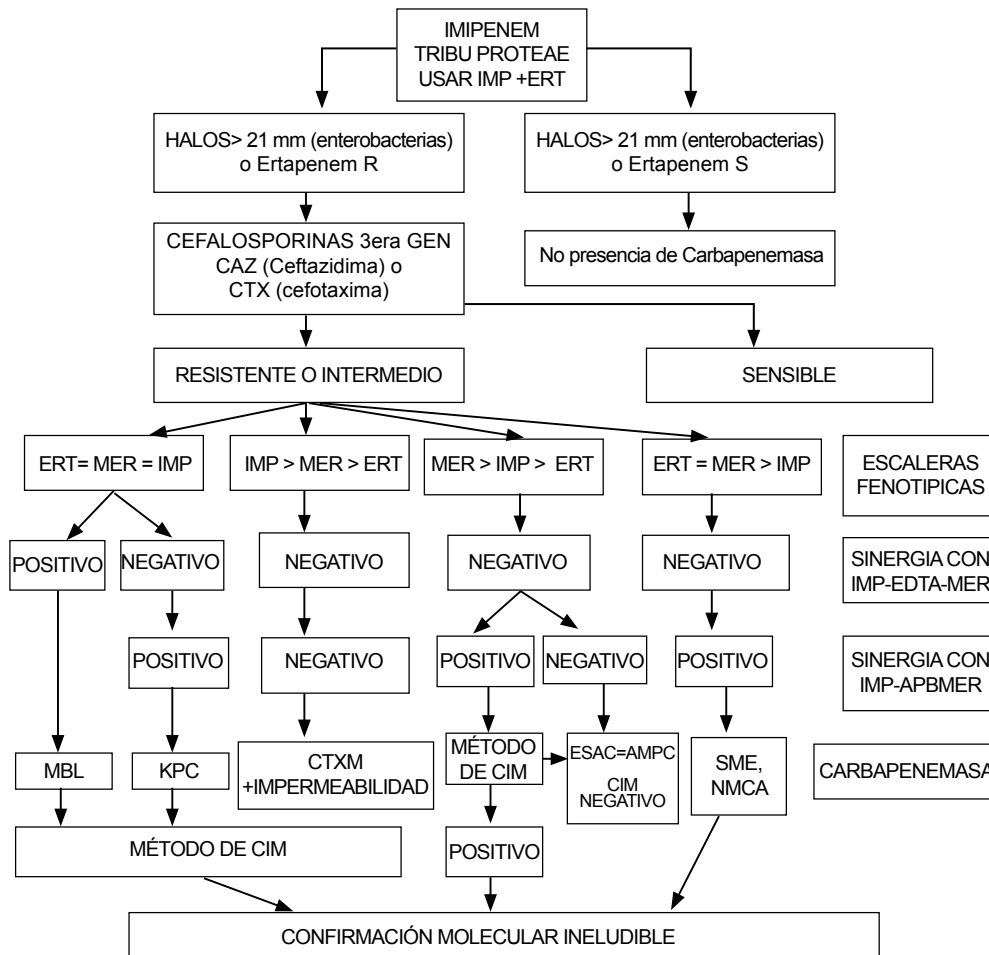 IMIPENEM
TRIBU PROTEAE
USAR IMP +ERT
HALOS> 21 mm (enterobacterias)
o Ertapenem R
HALOS> 21 mm (enterobacterias)
o Ertapenem S
CEFALOSPORINAS 3era GEN
CAZ (Ceftazidima) o
CTX (cefotaxima)
No presencia de Carbapenemasa
RESISTENTE O INTERMEDIO
SENSIBLE
ERT= MER = IMP
IMP > MER > ERT
MER > IMP > ERT
ERT = MER > IMP
ESCALERAS
FENOTIPICAS
POSITIVO
NEGATIVO
NEGATIVO
NEGATIVO
NEGATIVO
SINERGIA CON
IMP-EDTA-MER
POSITIVO
NEGATIVO
POSITIVO
NEGATIVO
POSITIVO
SINERGIA CON
IMP-APBMER
MBL
KPC
CTXM
+IMPERMEABILIDAD
MÉTODO
DE CIM
ESAC=AMPC
CIM
NEGATIVO
SME,
NMCA
CARBAPENEMASA
MÉTODO DE CIM
POSITIVO
CONFIRMACIÓN MOLECULAR INELUDIBLE